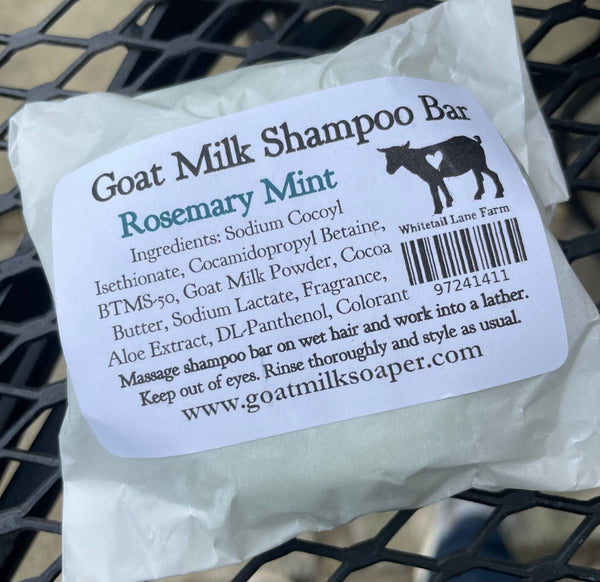 Goat Milk Shampoo Bar
Rosemary Mint
Ingredients: Sodium Cocoyl
Isethionate, Cocamidopropyl Betaine,
BTMS-50, Goat Milk Powder, Cocoa
Butter, Sodium Lactate, Fragrance,
Aloe Extract, DL-Panthenol, Colorant
Whitetail Lane Farm
97241411
Massage shampoo bar on wet hair and work into a lather.
Keep out of eyes. Rinse thoroughly and style as usual.
www.goatmilksoaper.com